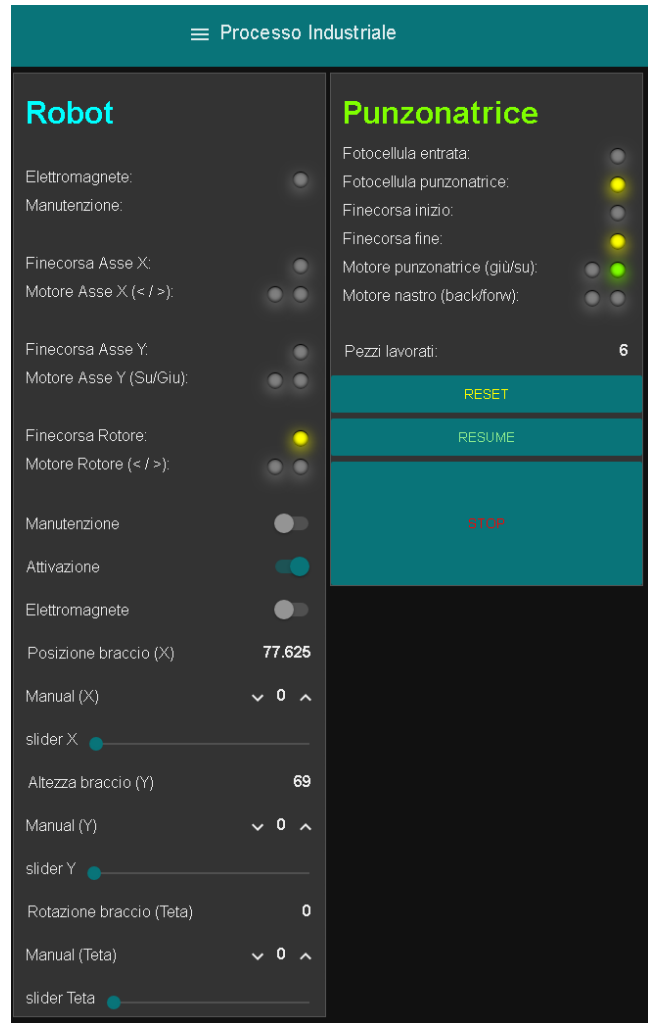 Processo Industriale
Robot
Elettromagnete:
Manutenzione:
Finecorsa Asse X:
Motore Asse X (< / >):
Finecorsa Asse Y:
Motore Asse Y (Su/Giu):
Finecorsa Rotore:
Motore Rotore (< / >):
Manutenzione
Attivazione
Elettromagnete
Posizione braccio (X) 77.625
Manual (X) 0
slider X
Altezza braccio (Y) 69
Manual (Y) 0
slider Y
Rotazione braccio (Teta) 0
Manual (Teta) 0
slider Teta
Punzonatrice
Fotocellula entrata:
Fotocellula punzonatrice:
Finecorsa inizio:
Finecorsa fine:
Motore punzonatrice (giù/su):
Motore nastro (back/forw):
Pezzi lavorati: 6
RESET
RESUME
STOP